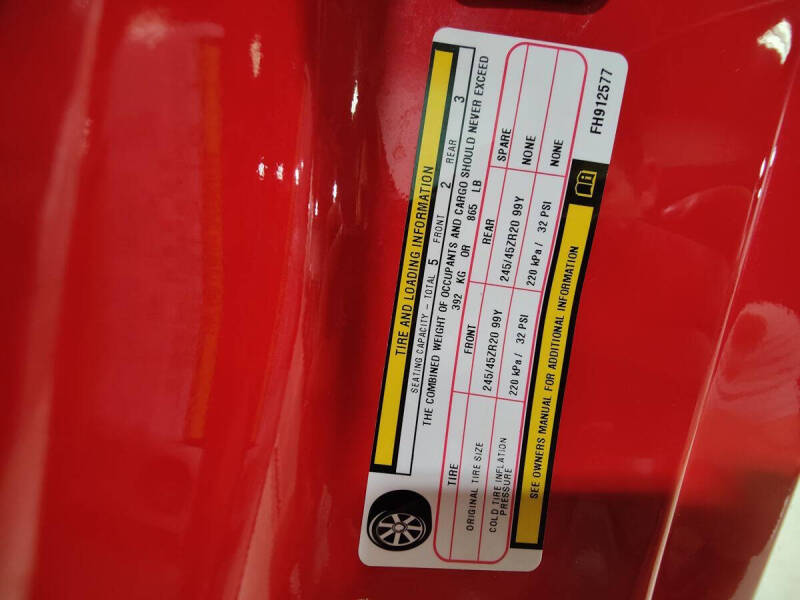 TIRE AND LOADING INFORMATION
SEATING CAPACITY - TOTAL 5 FRONT 2 REAR 3
THE COMBINED WEIGHT OF OCCUPANTS AND CARGO SHOULD NEVER EXCEED
392 KG OR 865 LB
TIRE FRONT REAR SPARE
ORIGINAL TIRE SIZE 245/45ZR20 99Y 245/45ZR20 99Y NONE
COLD TIRE INFLATION
PRESSURE 220 kPa / 32 PSI 220 kPa / 32 PSI NONE
SEE OWNERS MANUAL FOR ADDITIONAL INFORMATION
i
FH912577